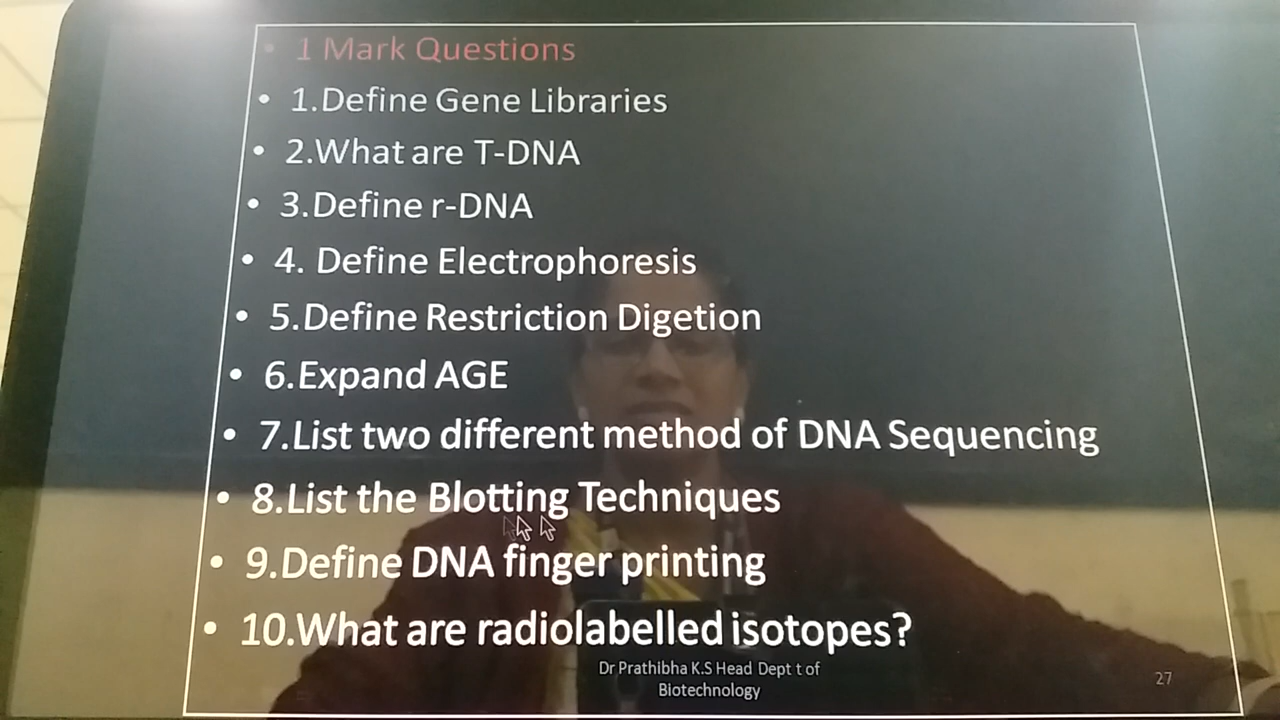 • 1 Mark Questions
• 1.Define Gene Libraries
• 2.What are T-DNA
• 3.Define r-DNA
• 4. Define Electrophoresis
• 5.Define Restriction Digetion
• 6.Expand AGE
• 7.List two different method of DNA Sequencing
• 8.List the Blotting Techniques
• 9.Define DNA finger printing
• 10.What are radiolabelled isotopes?
Dr Prathibha K.S Head Dept t of
Biotechnology
27